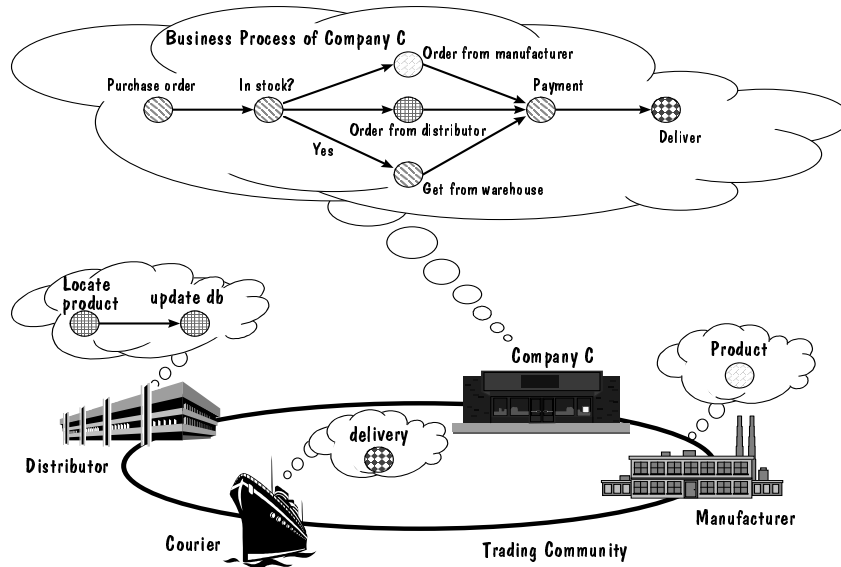 Business Process of Company C
Order from manufacturer
Purchase order
In stock?
Payment
Order from distributor
Deliver
Yes
Get from warehouse
Locate
product
update db
Company C
Product
delivery
Distributor
Manufacturer
Courier
Trading Community